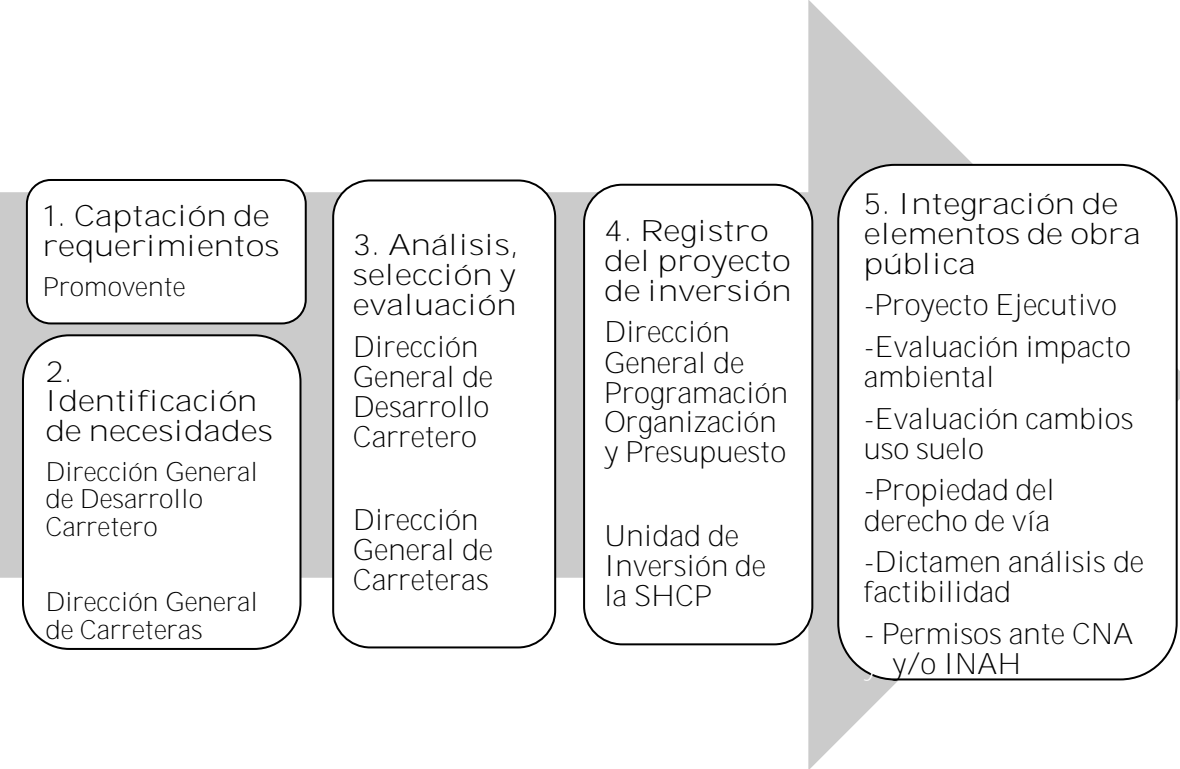 1. Captación de
requerimientos
Promovente
2.
Identificación
de necesidades
Dirección General
de Desarrollo
Carretero
Dirección General
de Carreteras
3. Análisis,
selección y
evaluación
Dirección
General de
Desarrollo
Carretero
Dirección
General de
Carreteras
4. Registro
del proyecto
de inversión
Dirección
General de
Programación
Organización
y Presupuesto
Unidad de
Inversión de
la SHCP
5. Integración de
elementos de obra
pública
-Proyecto Ejecutivo
-Evaluación impacto
ambiental
-Evaluación cambios
uso suelo
-Propiedad del
derecho de vía
-Dictamen análisis de
factibilidad
- Permisos ante CNA
y/o INAH